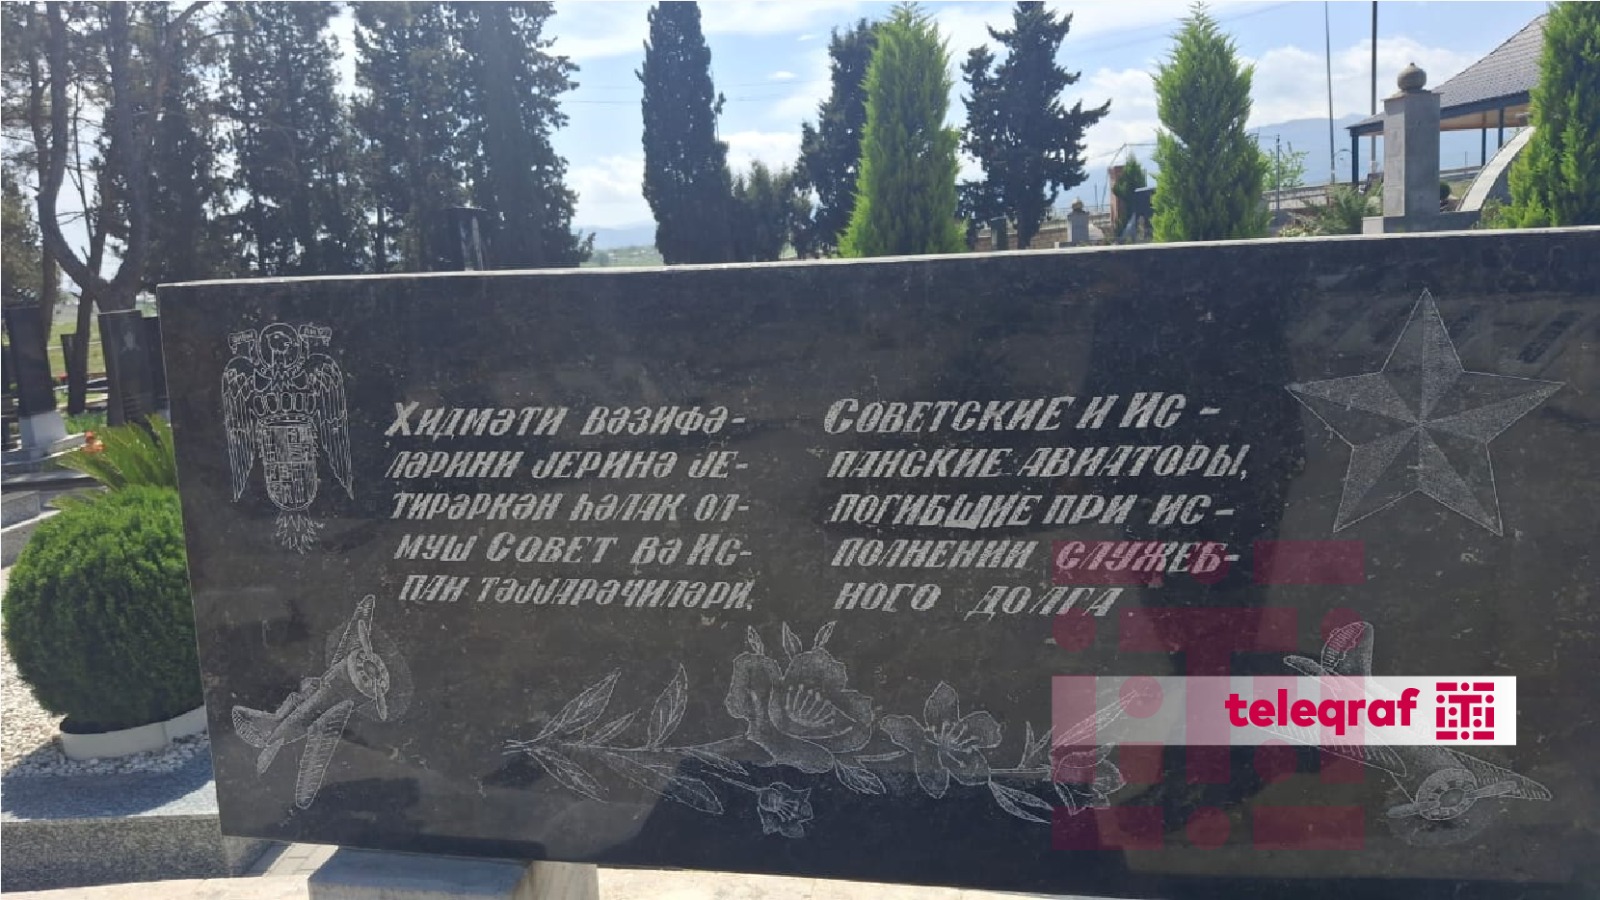 Хидмәти вәзифә-
ләрини јеринә је-
тирәркән һәлак ол-
муш Совет вә Ис-
пан тәјјарәчиләри,
Советские и Ис-
панские авиаторы,
погибшие при ис-
полнении служеб-
ного долга.
teleqraf